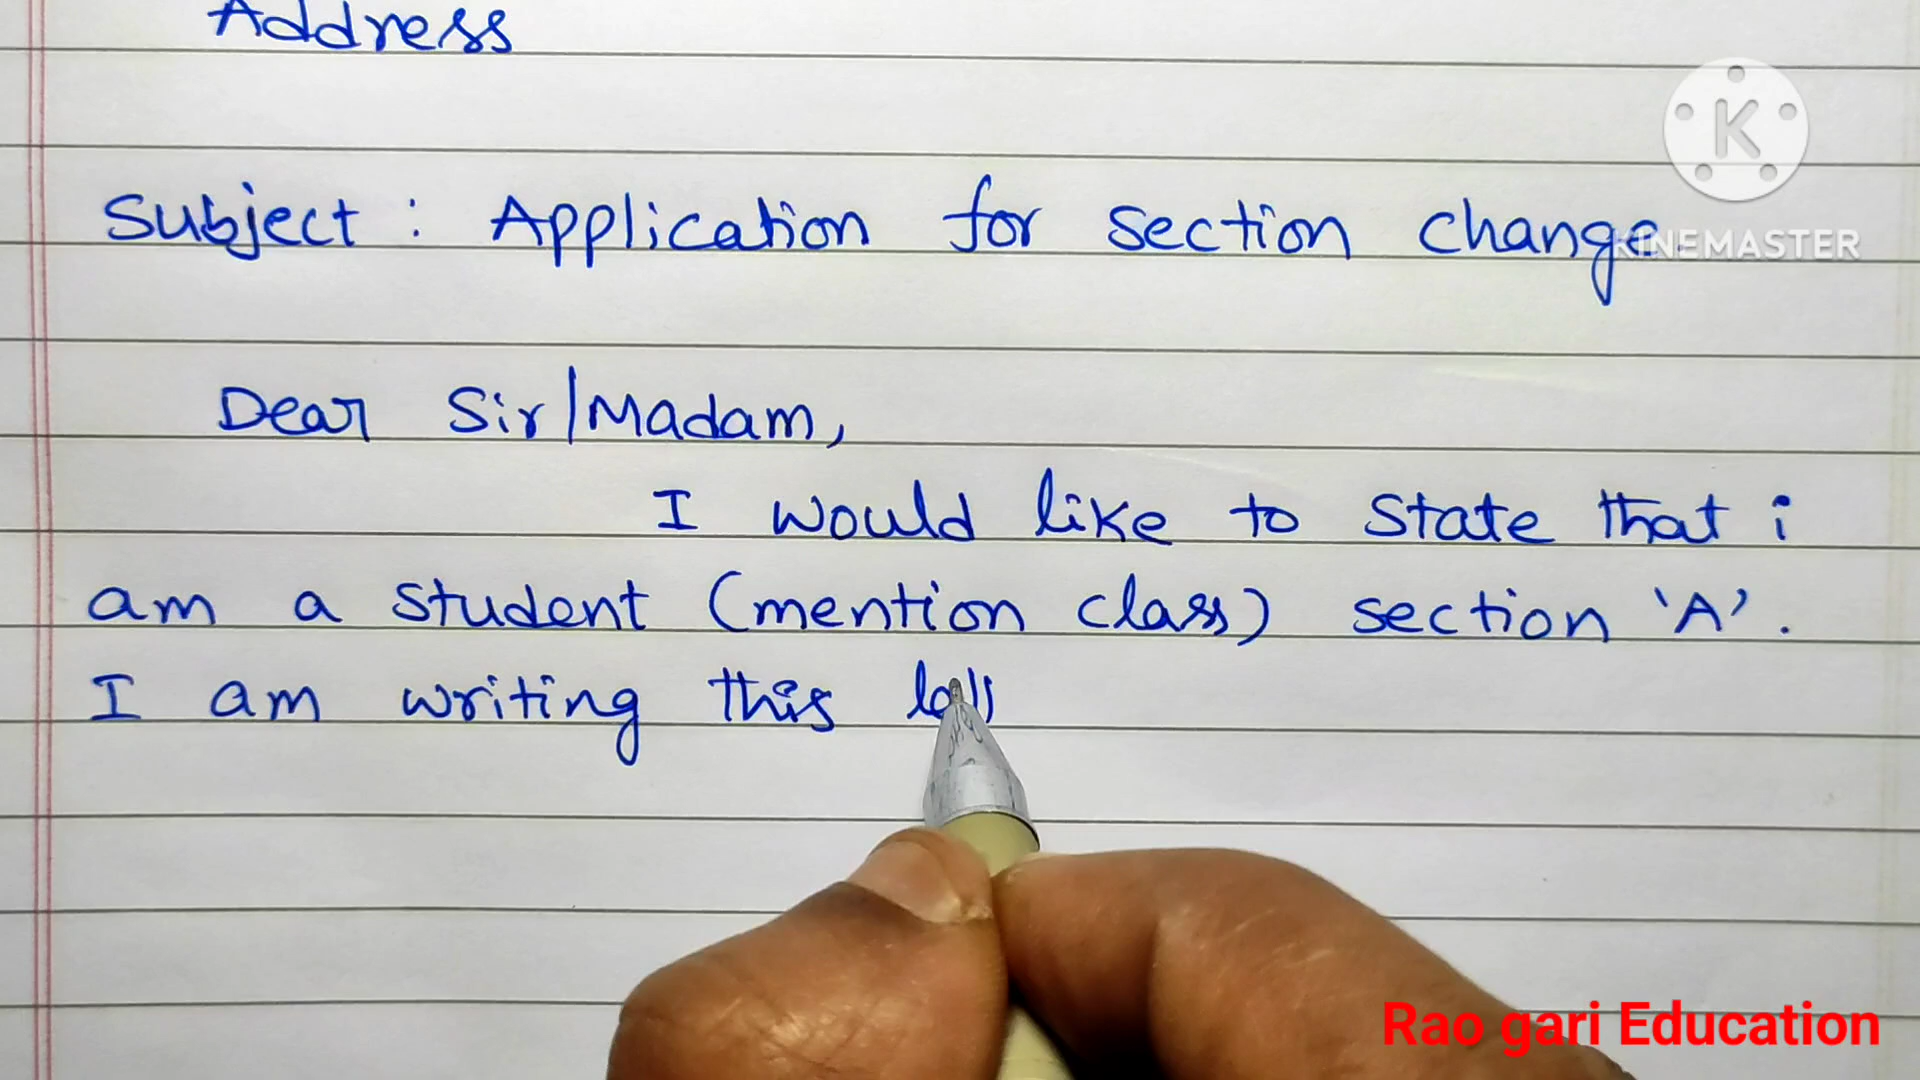 Address
K
Subject : Application for section change.
KINEMASTER
Dear Sir/Madam,
I would like to state that i
am a student (mention class) section 'A'.
I am writing this
Rao gari Education